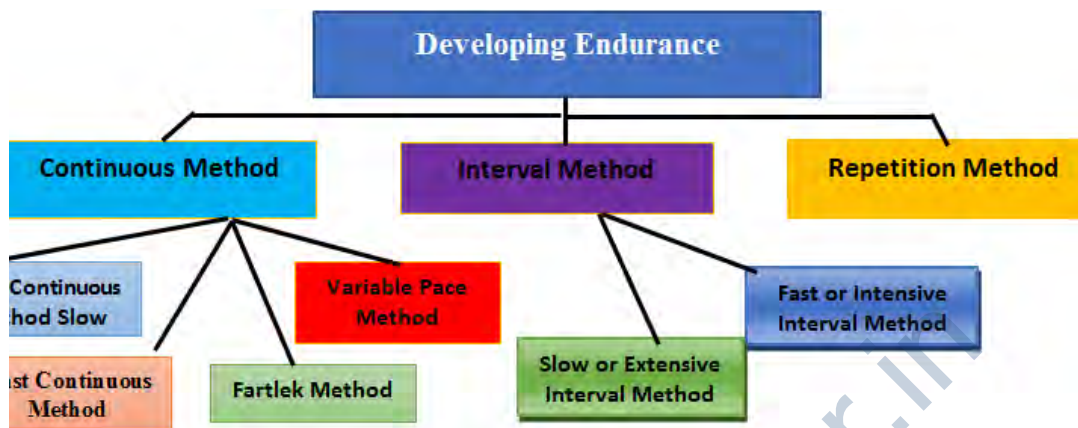 Developing Endurance
Continuous Method
Interval Method
Repetition Method
Continuous
Slow
Variable Pace
Method
Fast or Intensive
Interval Method
Continuous
Method
Fartlek Method
Slow or Extensive
Interval Method